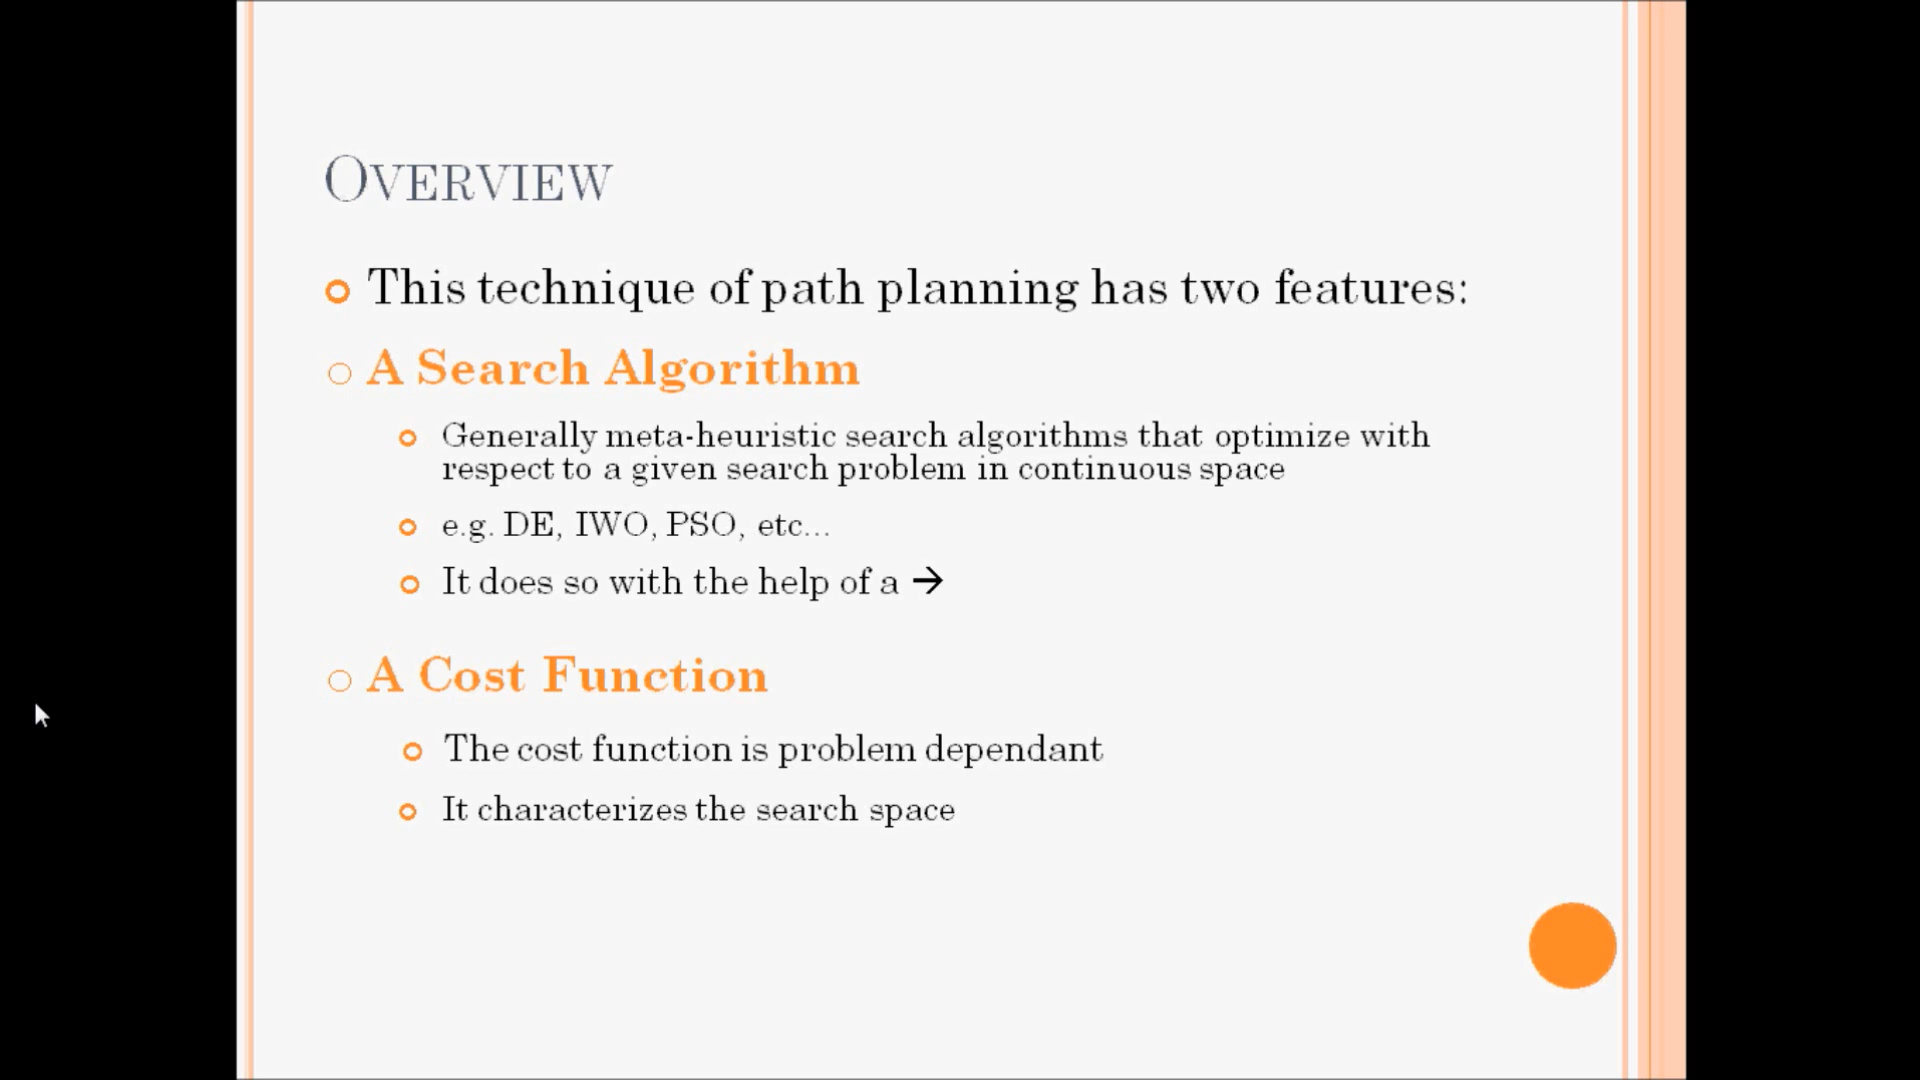 OVERVIEW
This technique of path planning has two features:
A Search Algorithm
Generally meta-heuristic search algorithms that optimize with
respect to a given search problem in continuous space
e.g. DE, IWO, PSO, etc...
It does so with the help of a →
A Cost Function
The cost function is problem dependant
It characterizes the search space